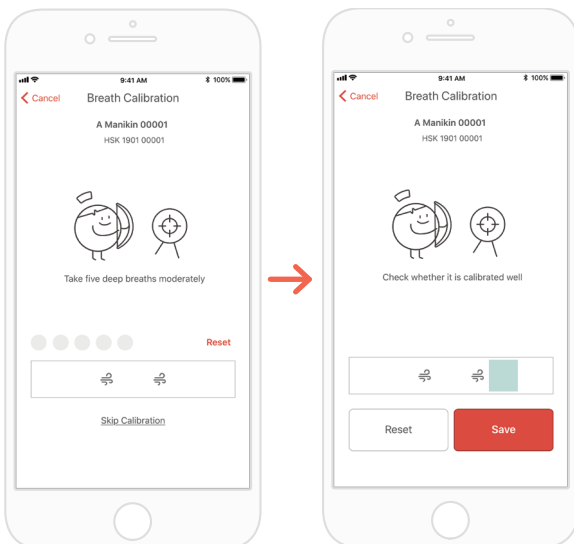 9:41 AM
100%
Cancel
Breath Calibration
A Manikin 00001
HSK 1901 00001
Take five deep breaths moderately
Reset
Skip Calibration
9:41 AM
100%
Cancel
Breath Calibration
A Manikin 00001
HSK 1901 00001
Check whether it is calibrated well
Reset
Save